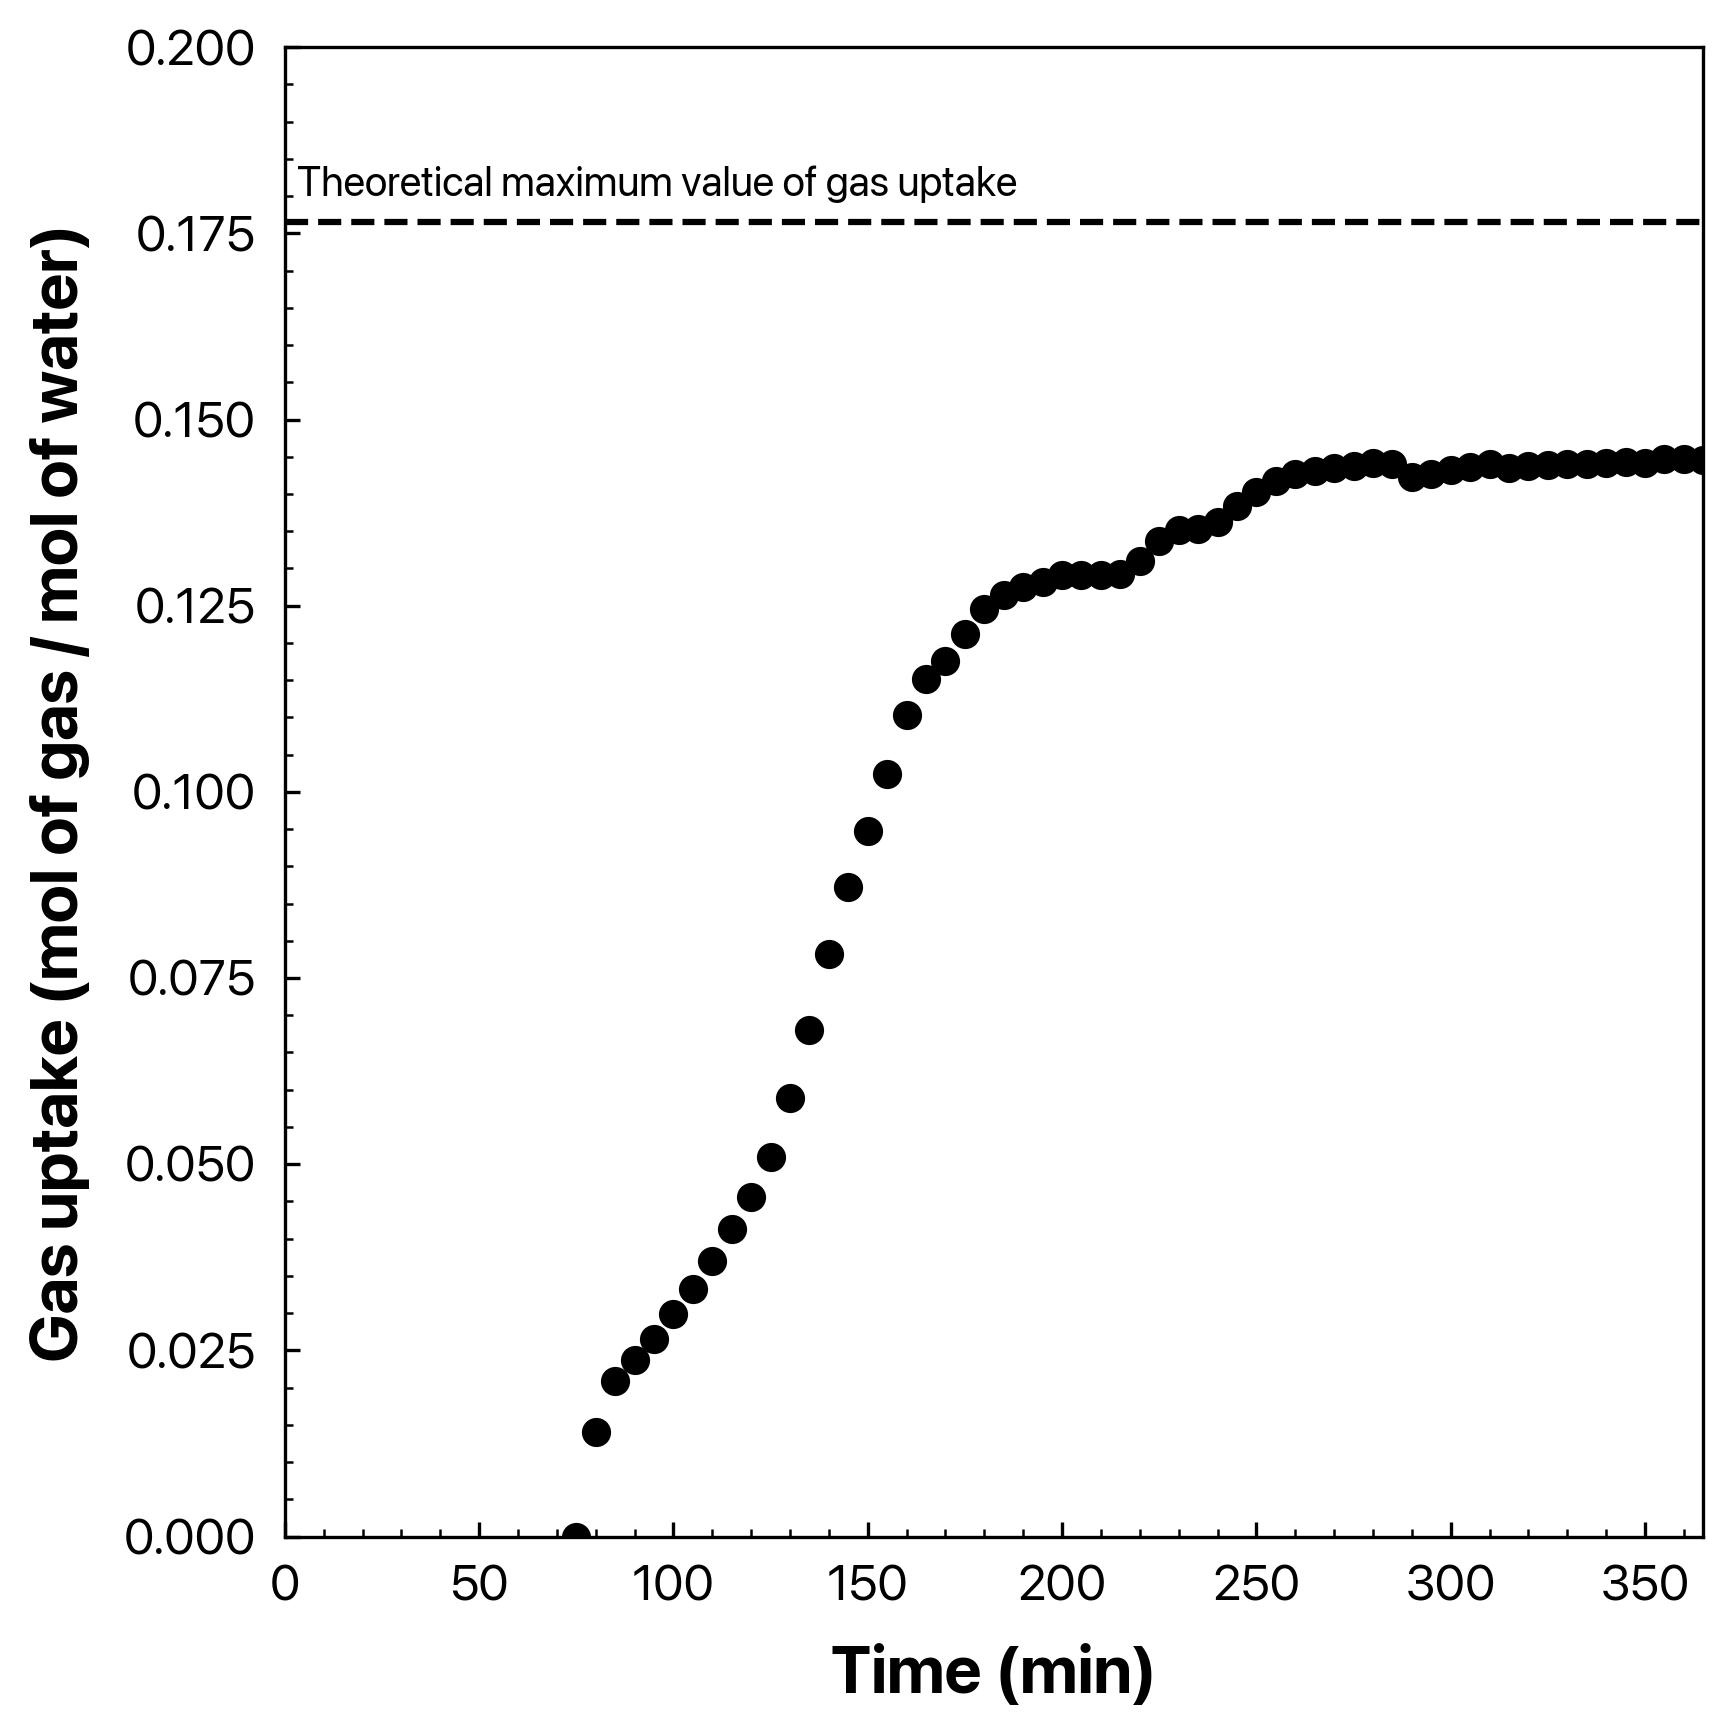 0.200
Theoretical maximum value of gas uptake
0.175
0.150
0.125
0.100
0.075
0.050
0.025
0.000
Gas uptake (mol of gas / mol of water)
0 50 100 150 200 250 300 350
Time (min)